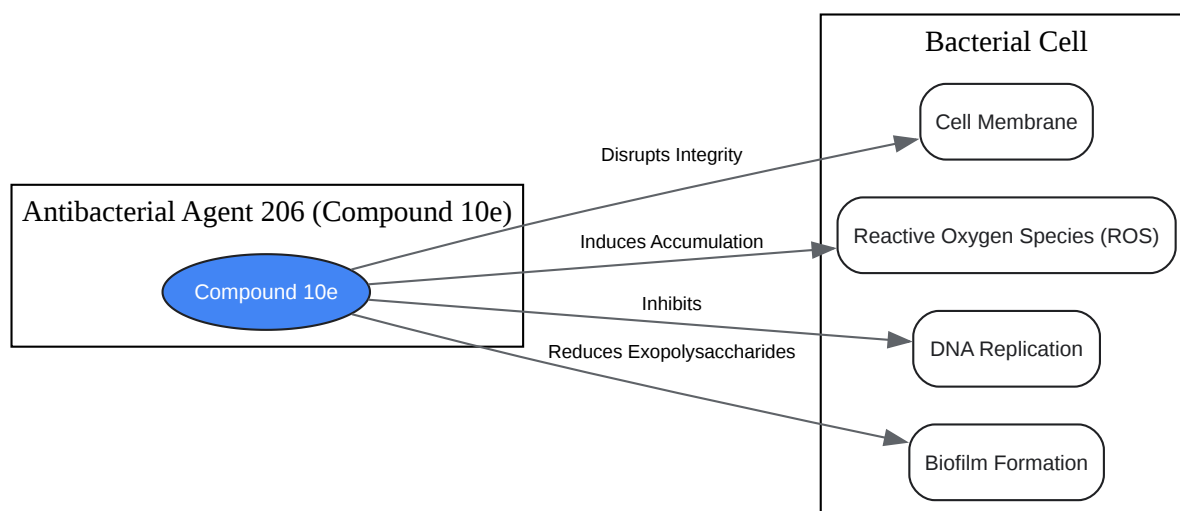 Bacterial Cell
Cell Membrane
Disrupts Integrity
Antibacterial Agent 206 (Compound 10e)
Induces Accumulation
Reactive Oxygen Species (ROS)
Compound 10e
Inhibits
DNA Replication
Reduces Exopolysaccharides
Biofilm Formation